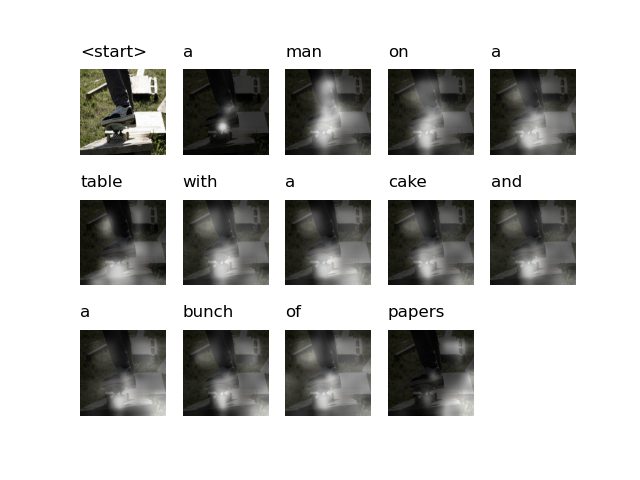 <start> a man on a
table with a cake and
a bunch of papers